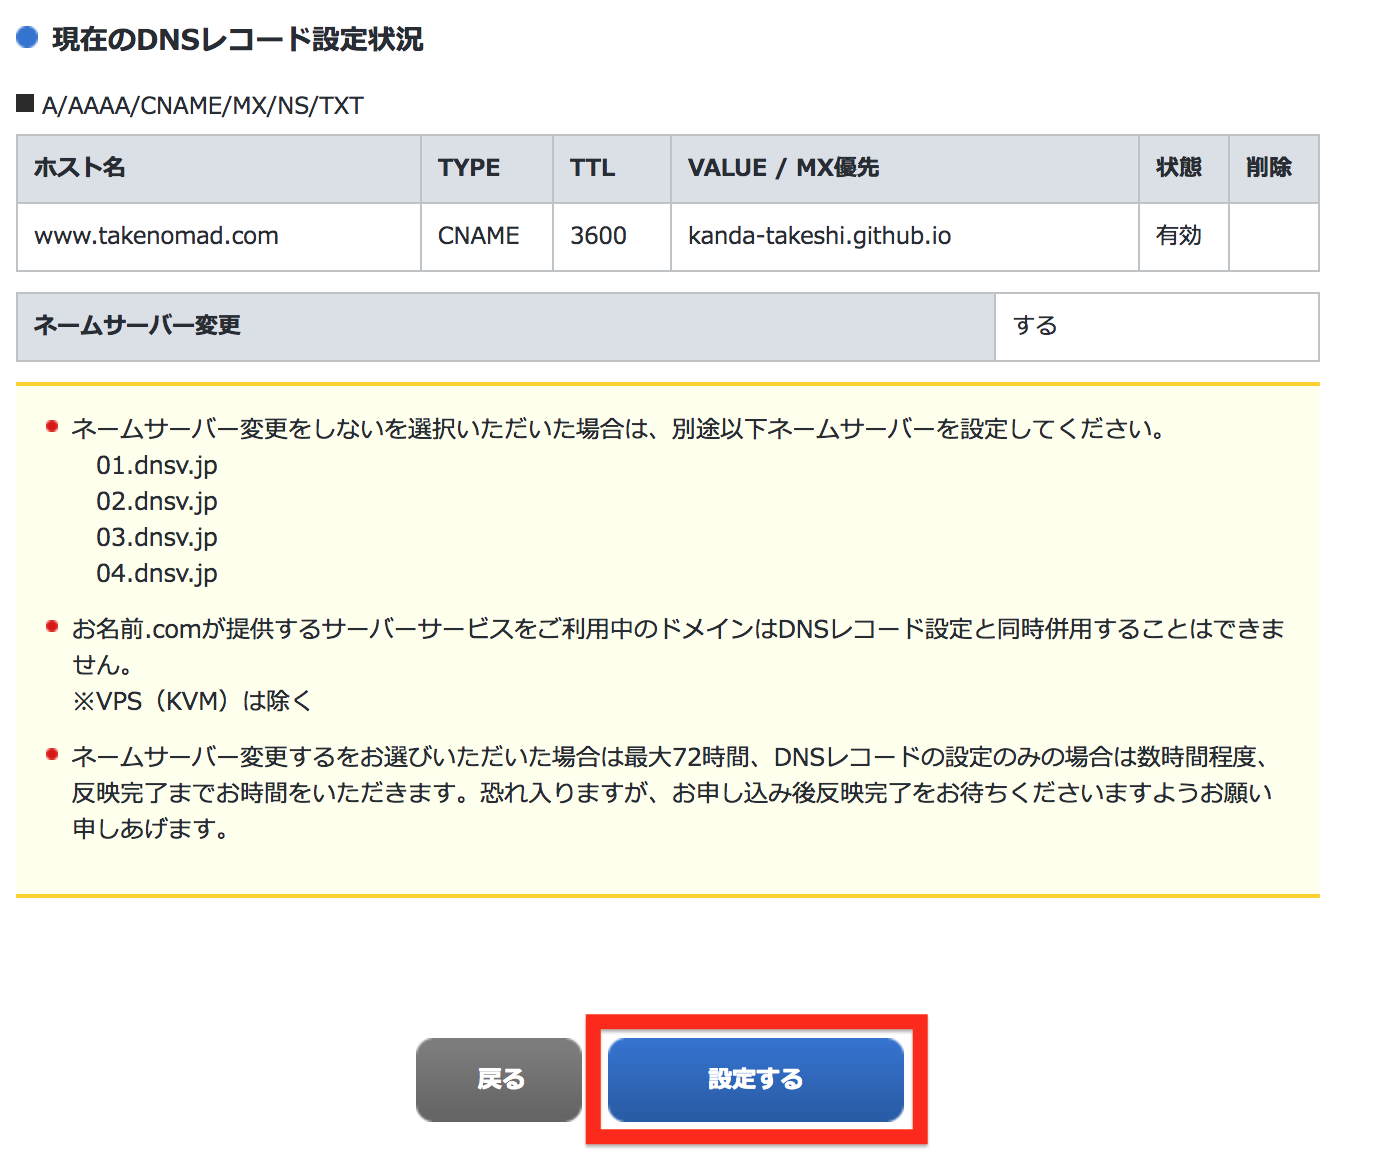 現在のDNSレコード設定状況
A/AAAA/CNAME/MX/NS/TXT
ホスト名 TYPE TTL VALUE / MX優先 状態 削除
www.takenomad.com CNAME 3600 kanda-takeshi.github.io 有効
ネームサーバー変更 する
ネームサーバー変更をしないを選択いただいた場合は、別途以下ネームサーバーを設定してください。
01.dnsv.jp
02.dnsv.jp
03.dnsv.jp
04.dnsv.jp
お名前.comが提供するサーバーサービスをご利用中のドメインはDNSレコード設定と同時併用することはできま
せん。
※VPS（KVM）は除く
ネームサーバー変更するをお選びいただいた場合は最大72時間、DNSレコードの設定のみの場合は数時間程度、
反映完了までお時間をいただきます。恐れ入りますが、お申し込み後反映完了をお待ちくださいますようお願い
申しあげます。
戻る 設定する